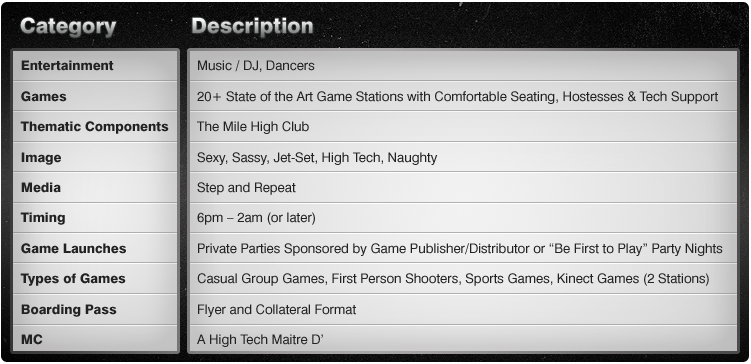 Category Description
Entertainment Music / DJ, Dancers
Games 20+ State of the Art Game Stations with Comfortable Seating, Hostesses & Tech Support
Thematic Components The Mile High Club
Image Sexy, Sassy, Jet-Set, High Tech, Naughty
Media Step and Repeat
Timing 6pm – 2am (or later)
Game Launches Private Parties Sponsored by Game Publisher/Distributor or “Be First to Play” Party Nights
Types of Games Casual Group Games, First Person Shooters, Sports Games, Kinect Games (2 Stations)
Boarding Pass Flyer and Collateral Format
MC A High Tech Maitre D’